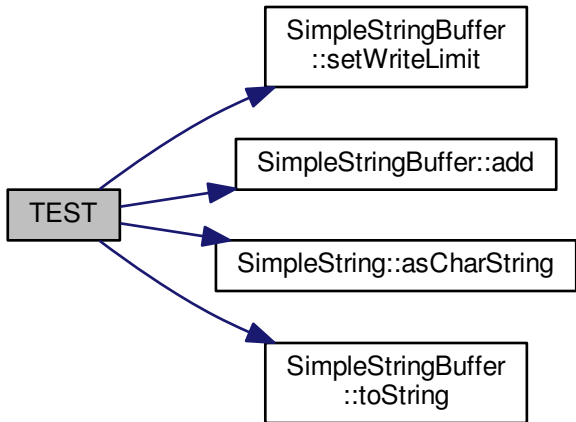 SimpleStringBuffer
::setWriteLimit
SimpleStringBuffer::add
TEST
SimpleString::asCharString
SimpleStringBuffer
::toString